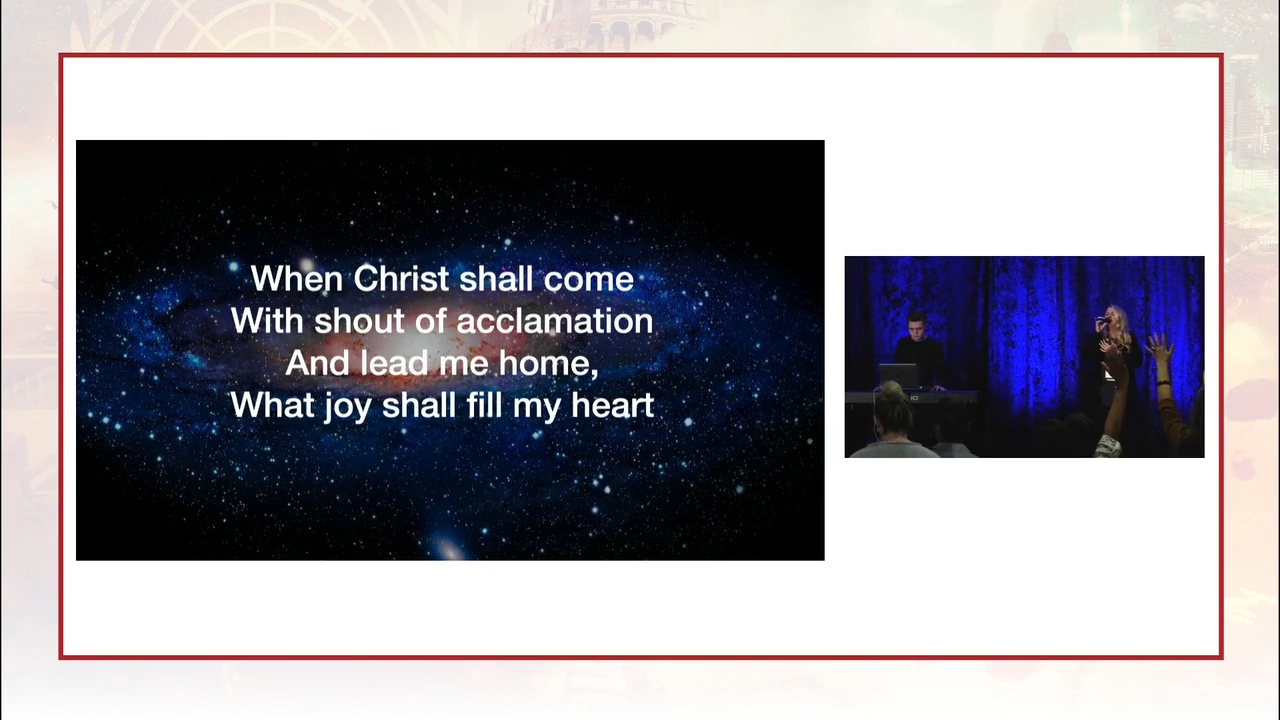 When Christ shall come
With shout of acclamation
And lead me home,
What joy shall fill my heart